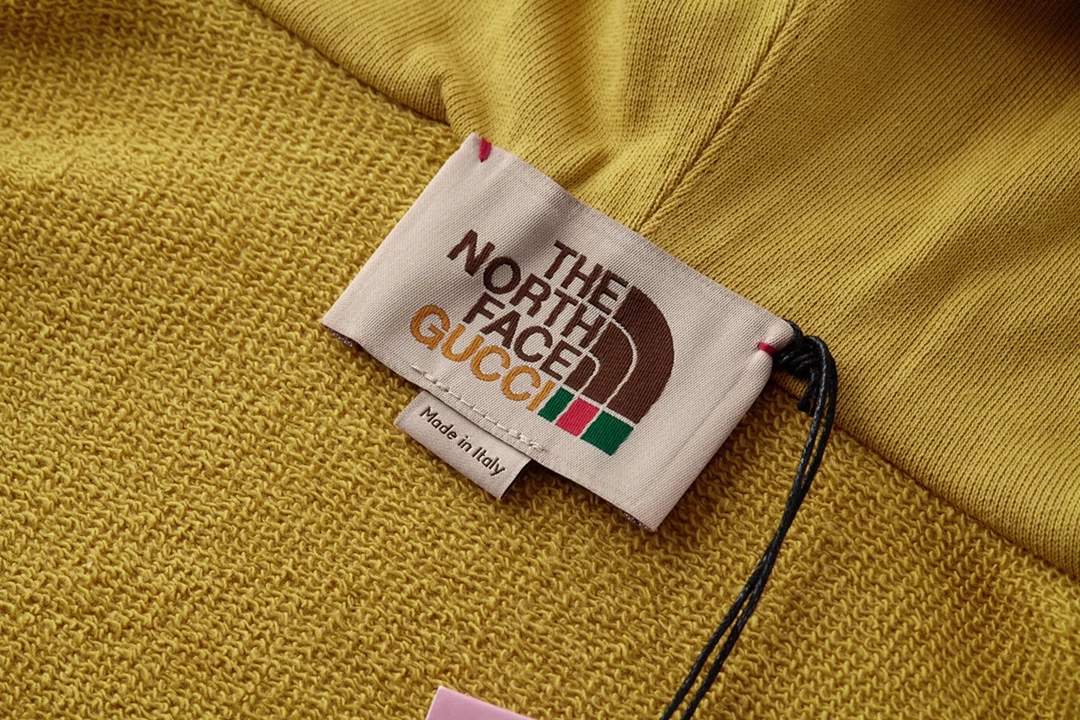 THE
NORTH
FACE
GUCCI
Made in Italy